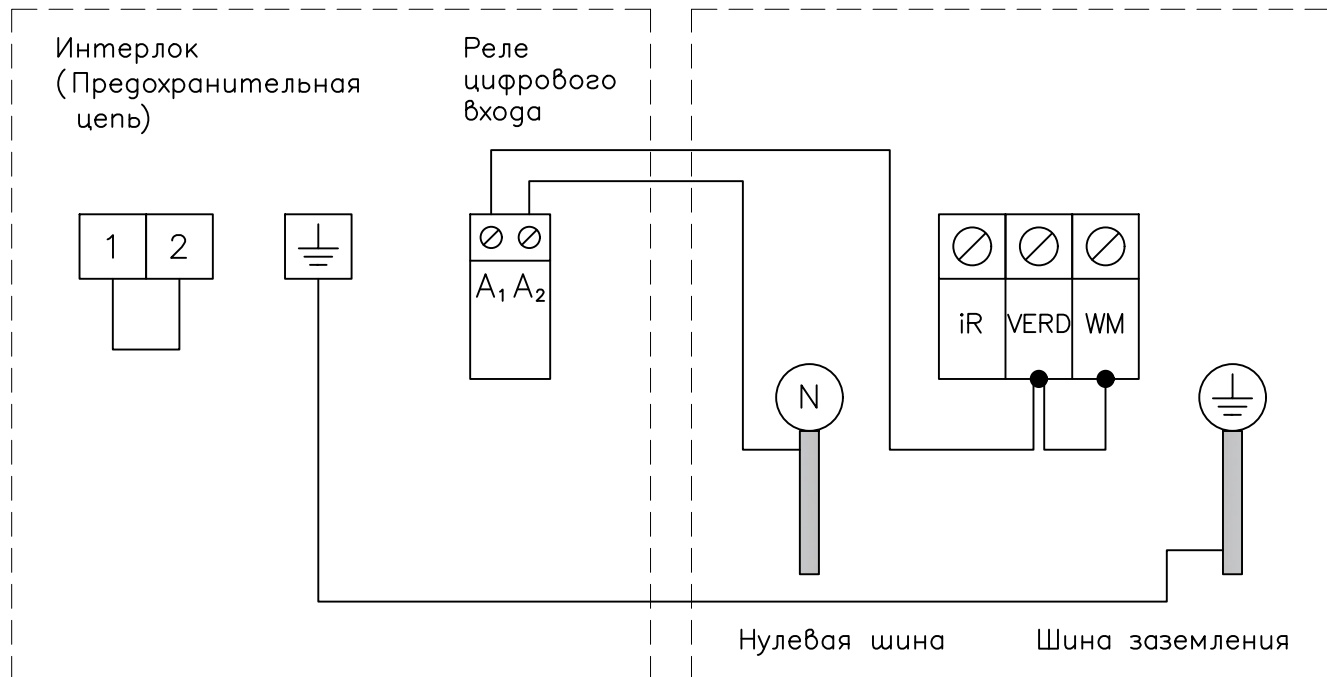 Интерлок
(Предохранительная
цепь)
Реле
цифрового
входа
1 2
A₁ A₂
iR VERD WM
N
Нулевая шина
Шина заземления